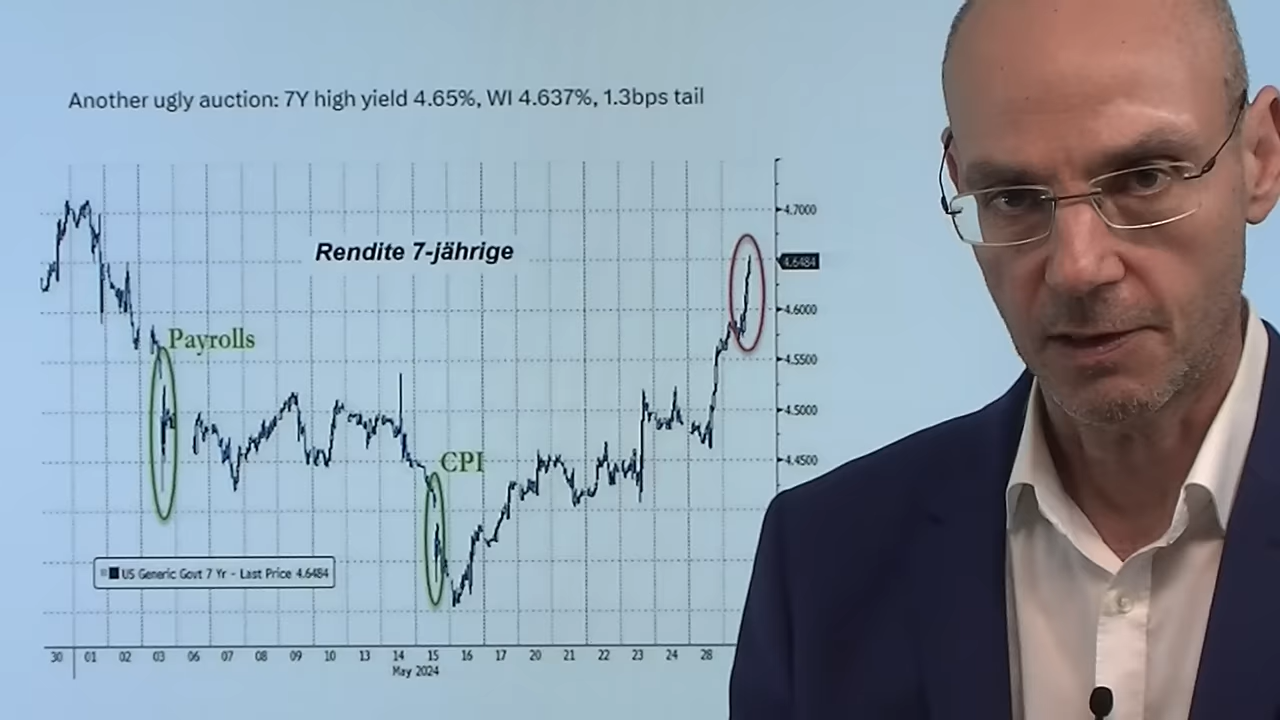 Another ugly auction: 7Y high yield 4.65%, WI 4.637%, 1.3bps tail
Rendite 7-jährige
4.7000
4.6484
Payrolls
4.6000
4.5500
4.5000
CPI
4.4500
US Generic Govt 7 Yr - Last Price 4.6484
30 01 02 03 06 07 08 09 10 13 14 15 16 17 20 21 22 23 24 28
May 2024